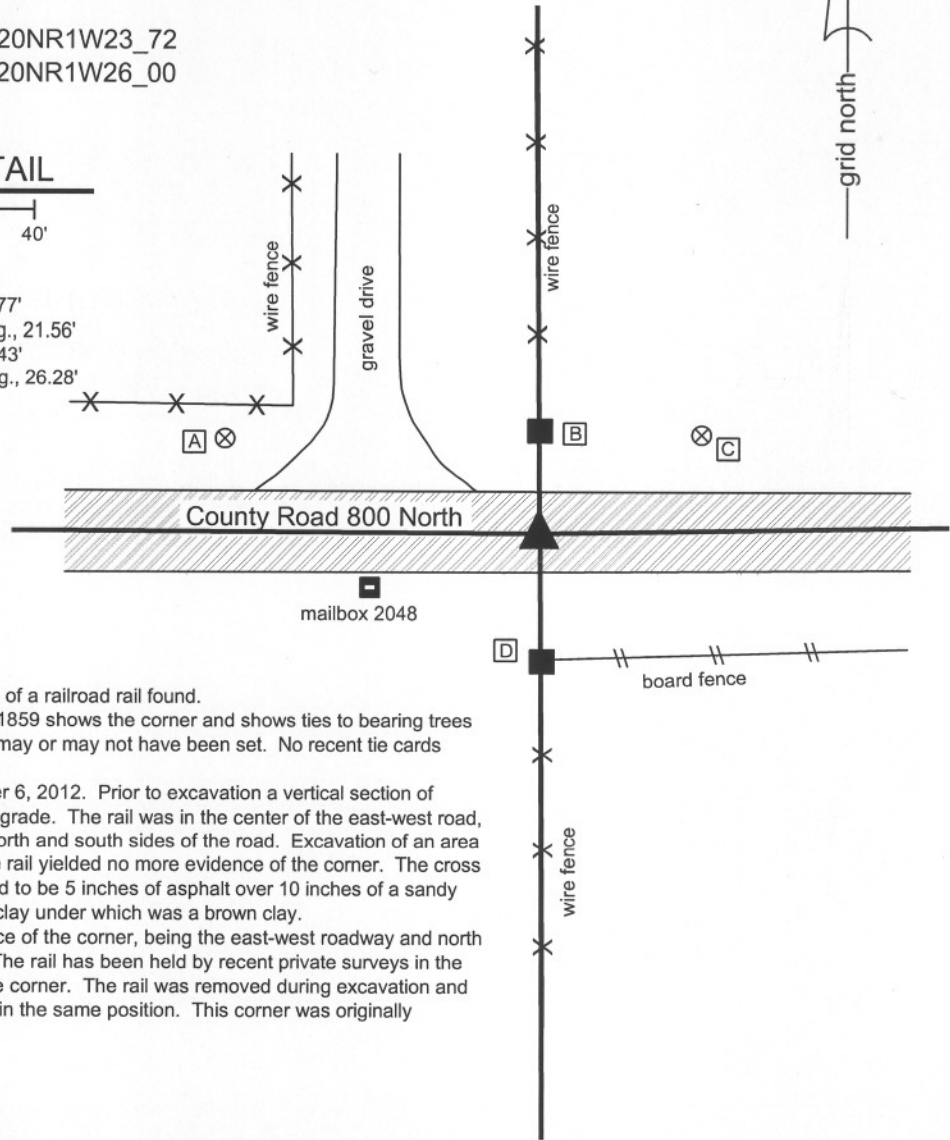 20NR1W23_72
20NR1W26_00
TAIL
40'
77'
g., 21.56'
43'
g., 26.28'
grid north
wire fence
gravel drive
wire fence
A
B
C
County Road 800 North
mailbox 2048
D
board fence
wire fence
of a railroad rail found.
1859 shows the corner and shows ties to bearing trees
may or may not have been set. No recent tie cards
er 6, 2012. Prior to excavation a vertical section of
grade. The rail was in the center of the east-west road,
orth and south sides of the road. Excavation of an area
e rail yielded no more evidence of the corner. The cross
d to be 5 inches of asphalt over 10 inches of a sandy
clay under which was a brown clay.
ce of the corner, being the east-west roadway and north
The rail has been held by recent private surveys in the
e corner. The rail was removed during excavation and
in the same position. This corner was originally